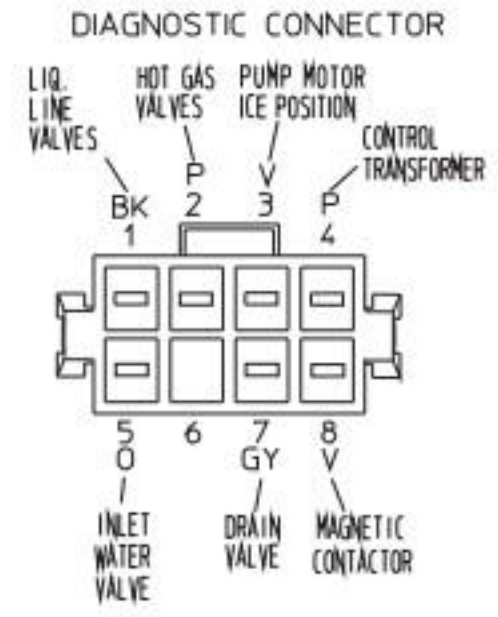 DIAGNOSTIC CONNECTOR
LIQ.
LINE
VALVES
HOT GAS
VALVES
PUMP MOTOR
ICE POSITION
CONTROL
TRANSFORMER
BK
1
P
2
V
3
P
4
5
O
6
7
GY
8
V
INLET
WATER
VALVE
DRAIN
VALVE
MAGNETIC
CONTACTOR